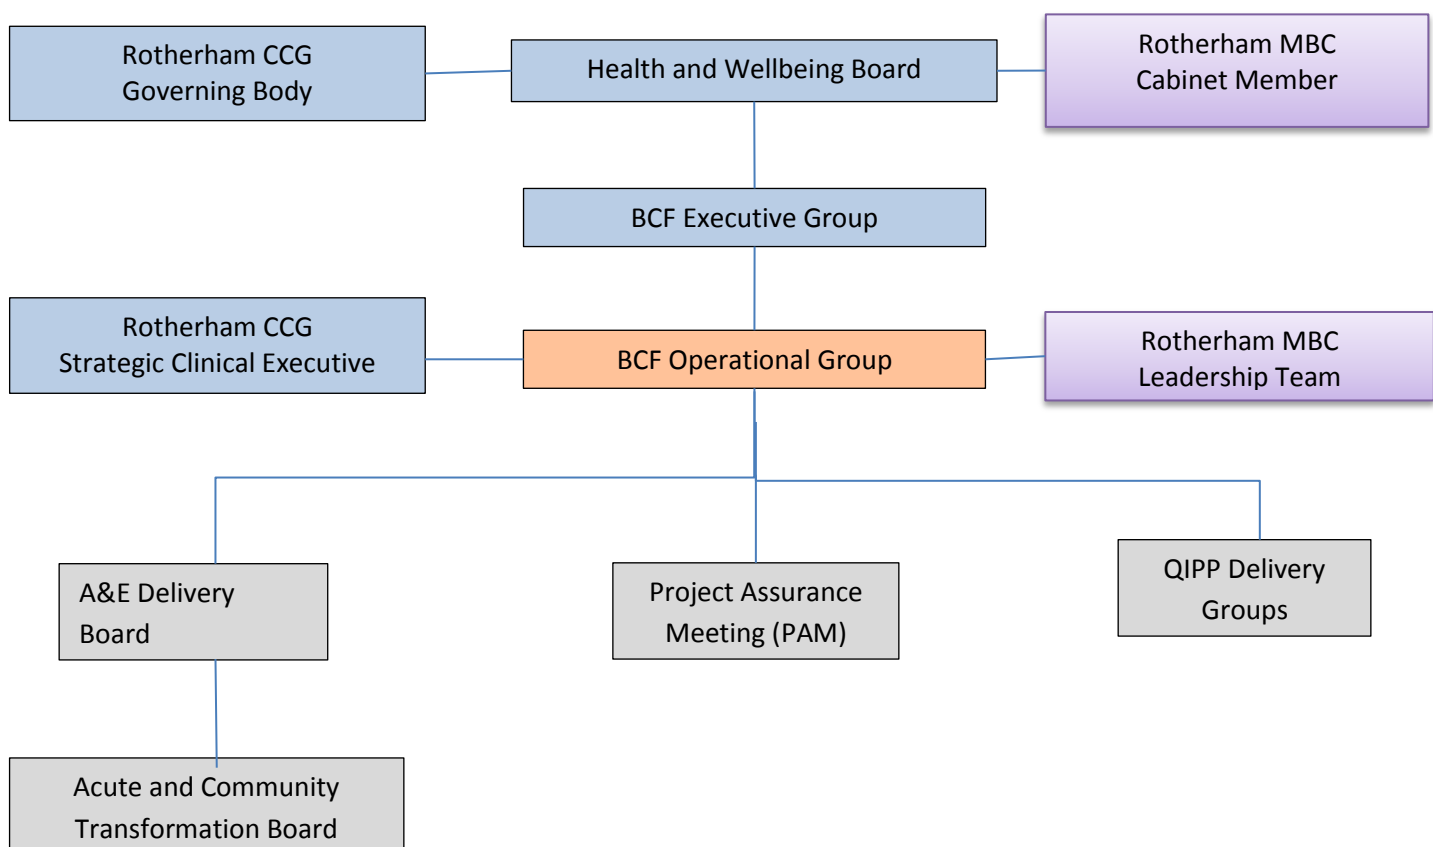 Rotherham CCG
Governing Body
Health and Wellbeing Board
Rotherham MBC
Cabinet Member
BCF Executive Group
Rotherham CCG
Strategic Clinical Executive
BCF Operational Group
Rotherham MBC
Leadership Team
A&E Delivery
Board
Project Assurance
Meeting (PAM)
QIPP Delivery
Groups
Acute and Community
Transformation Board